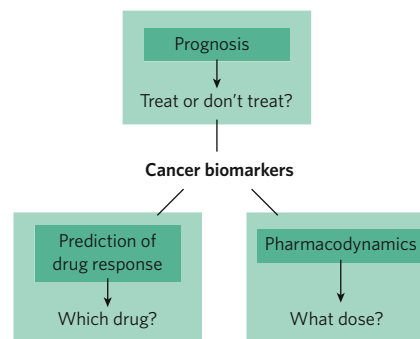 Prognosis
Treat or don't treat?
Cancer biomarkers
Prediction of
drug response
Which drug?
Pharmacodynamics
What dose?